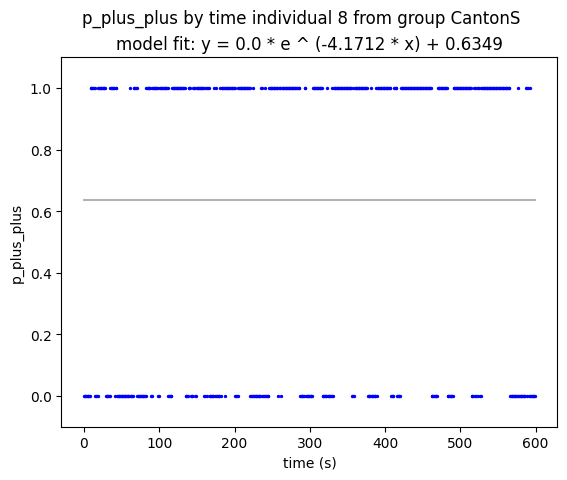 p_plus_plus by time individual 8 from group CantonS
model fit: y = 0.0 * e ^ (-4.1712 * x) + 0.6349
1.0
0.8
0.6
0.4
0.2
0.0
p_plus_plus
0 100 200 300 400 500 600
time (s)